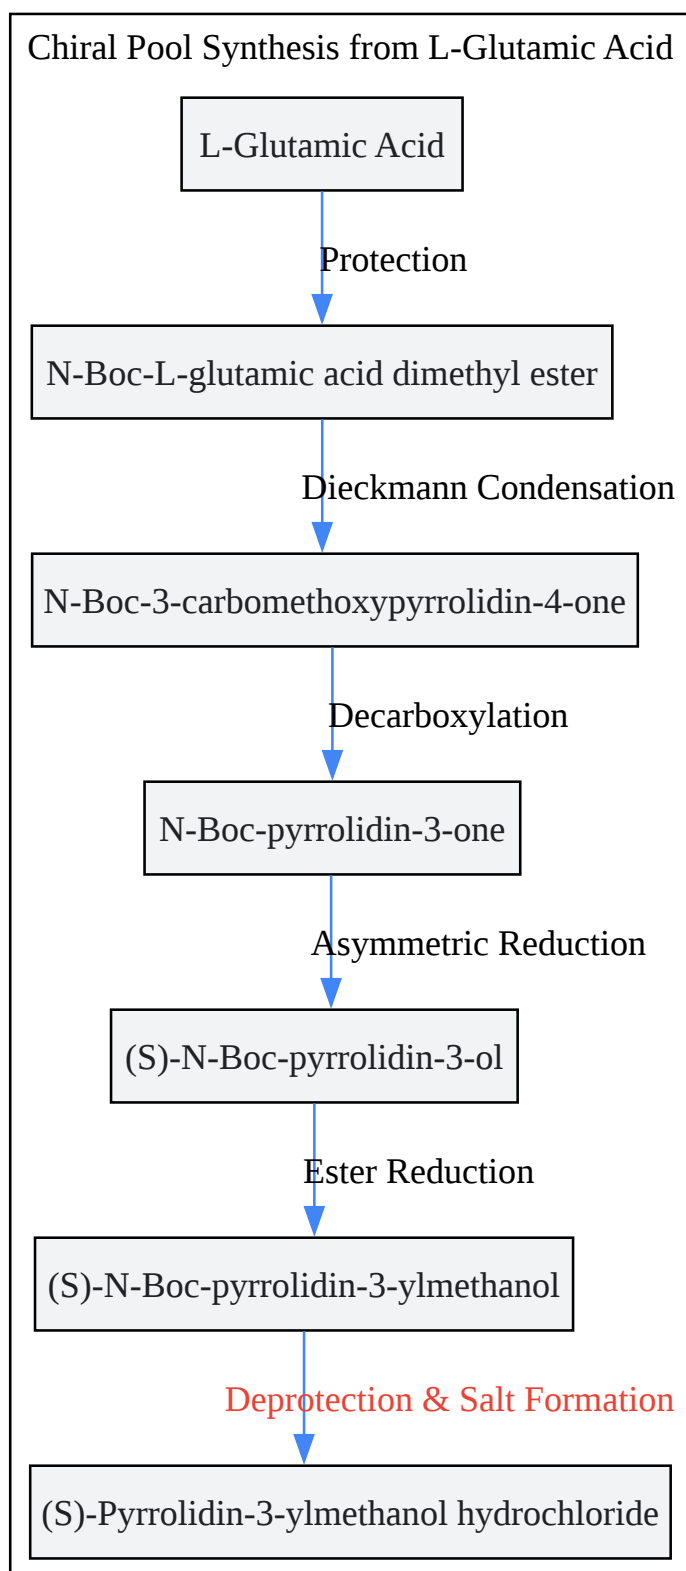 Chiral Pool Synthesis from L-Glutamic Acid
L-Glutamic Acid
Protection
N-Boc-L-glutamic acid dimethyl ester
Dieckmann Condensation
N-Boc-3-carbomethoxypyrrolidin-4-one
Decarboxylation
N-Boc-pyrrolidin-3-one
Asymmetric Reduction
(S)-N-Boc-pyrrolidin-3-ol
Ester Reduction
(S)-N-Boc-pyrrolidin-3-ylmethanol
Deprotection & Salt Formation
(S)-Pyrrolidin-3-ylmethanol hydrochloride